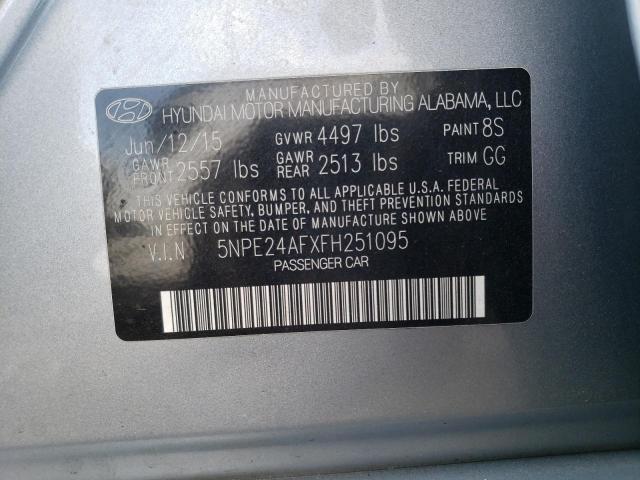 MANUFACTURED BY
HYUNDAI MOTOR MANUFACTURING ALABAMA, LLC
Jun/12/15 GVWR 4497 lbs PAINT 8S
GAWR FRONT 2557 lbs GAWR REAR 2513 lbs TRIM GG
THIS VEHICLE CONFORMS TO ALL APPLICABLE U.S.A. FEDERAL
MOTOR VEHICLE SAFETY, BUMPER, AND THEFT PREVENTION STANDARDS
IN EFFECT ON THE DATE OF MANUFACTURE SHOWN ABOVE
V.I.N 5NPE24AFXFH251095
PASSENGER CAR